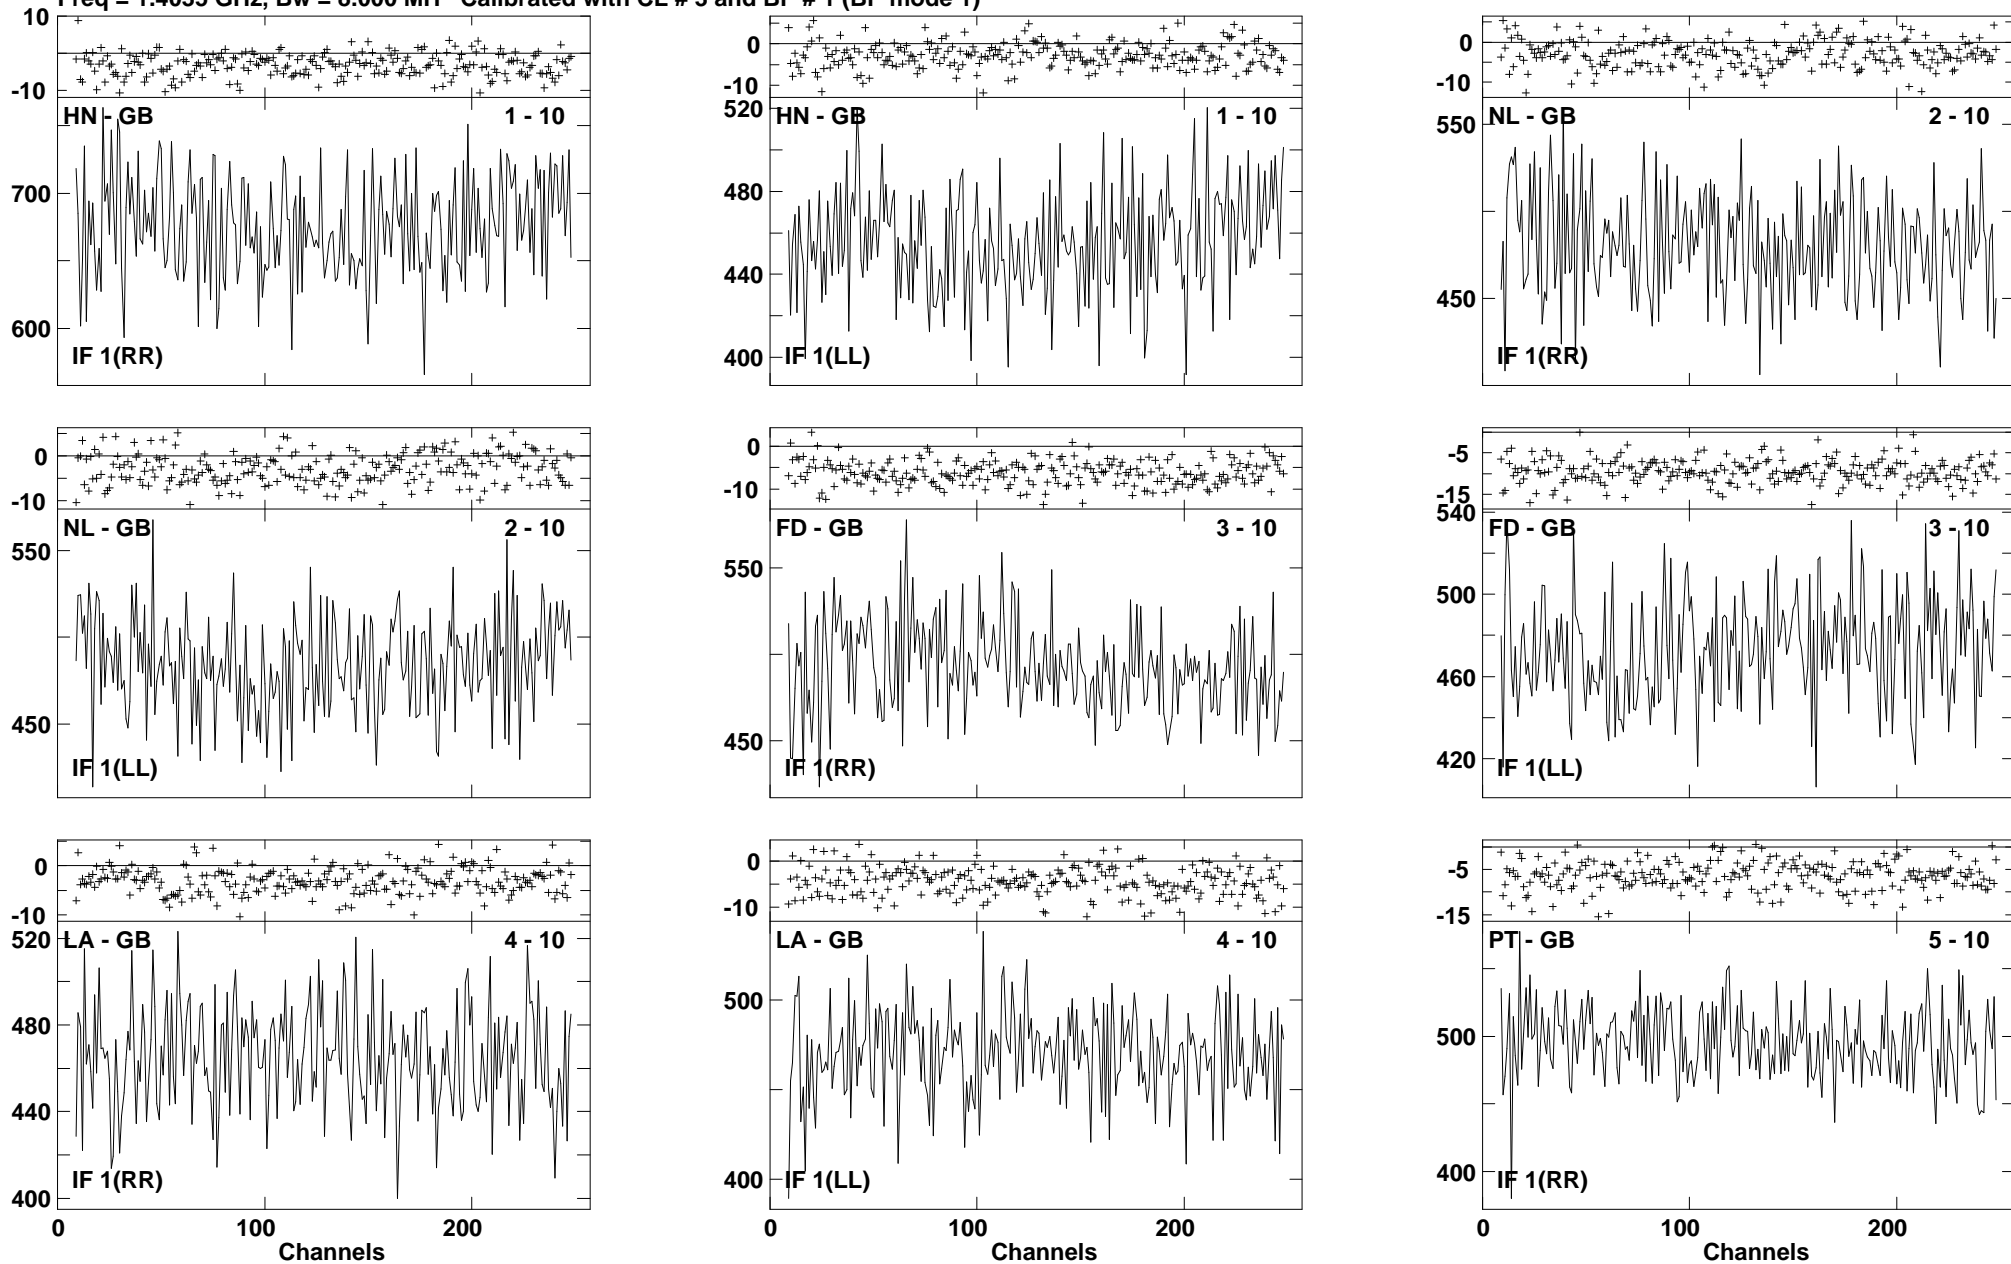 Freq = 1.4035 GHz, Bw = 8.000 MH Calibrated with CL # 3 and BP # 1 (BP mode 1)
10
-10
HN - GB 1 - 10
700
600
IF 1(RR)
0
-10
520
HN - GB 1 - 10
480
440
400
IF 1(LL)
0
-10
NL - GB 2 - 10
550
450
IF 1(RR)
0
-10
NL - GB 2 - 10
550
450
IF 1(LL)
0
-10
FD - GB 3 - 10
550
450
IF 1(RR)
-5
-15
540
FD - GB 3 - 10
500
460
420
IF 1(LL)
0
-10
520
LA - GB 4 - 10
480
440
400
IF 1(RR)
0
-10
LA - GB 4 - 10
500
400
IF 1(LL)
-5
-15
PT - GB 5 - 10
500
400
IF 1(RR)
0 100 200
Channels
0 100 200
Channels
0 100 200
Channels